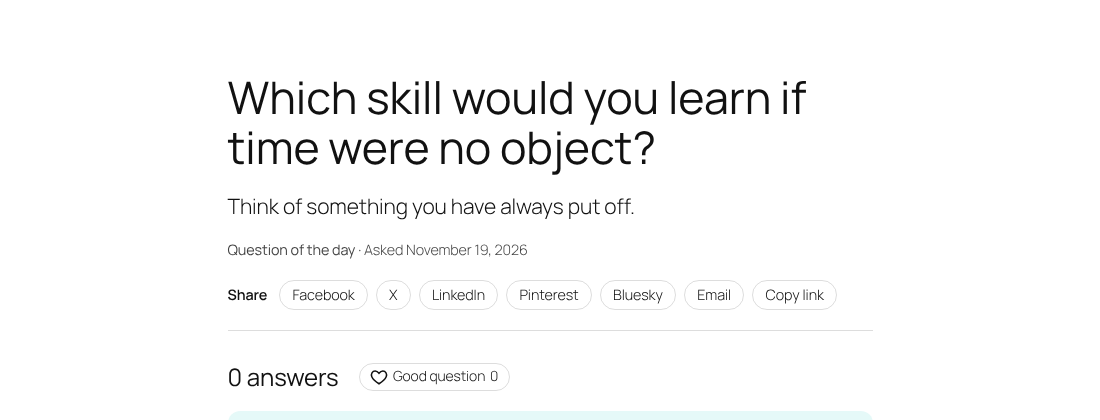 Which skill would you learn if
time were no object?
Think of something you have always put off.
Question of the day · Asked November 19, 2026
Share Facebook X LinkedIn Pinterest Bluesky Email Copy link
0 answers Good question 0